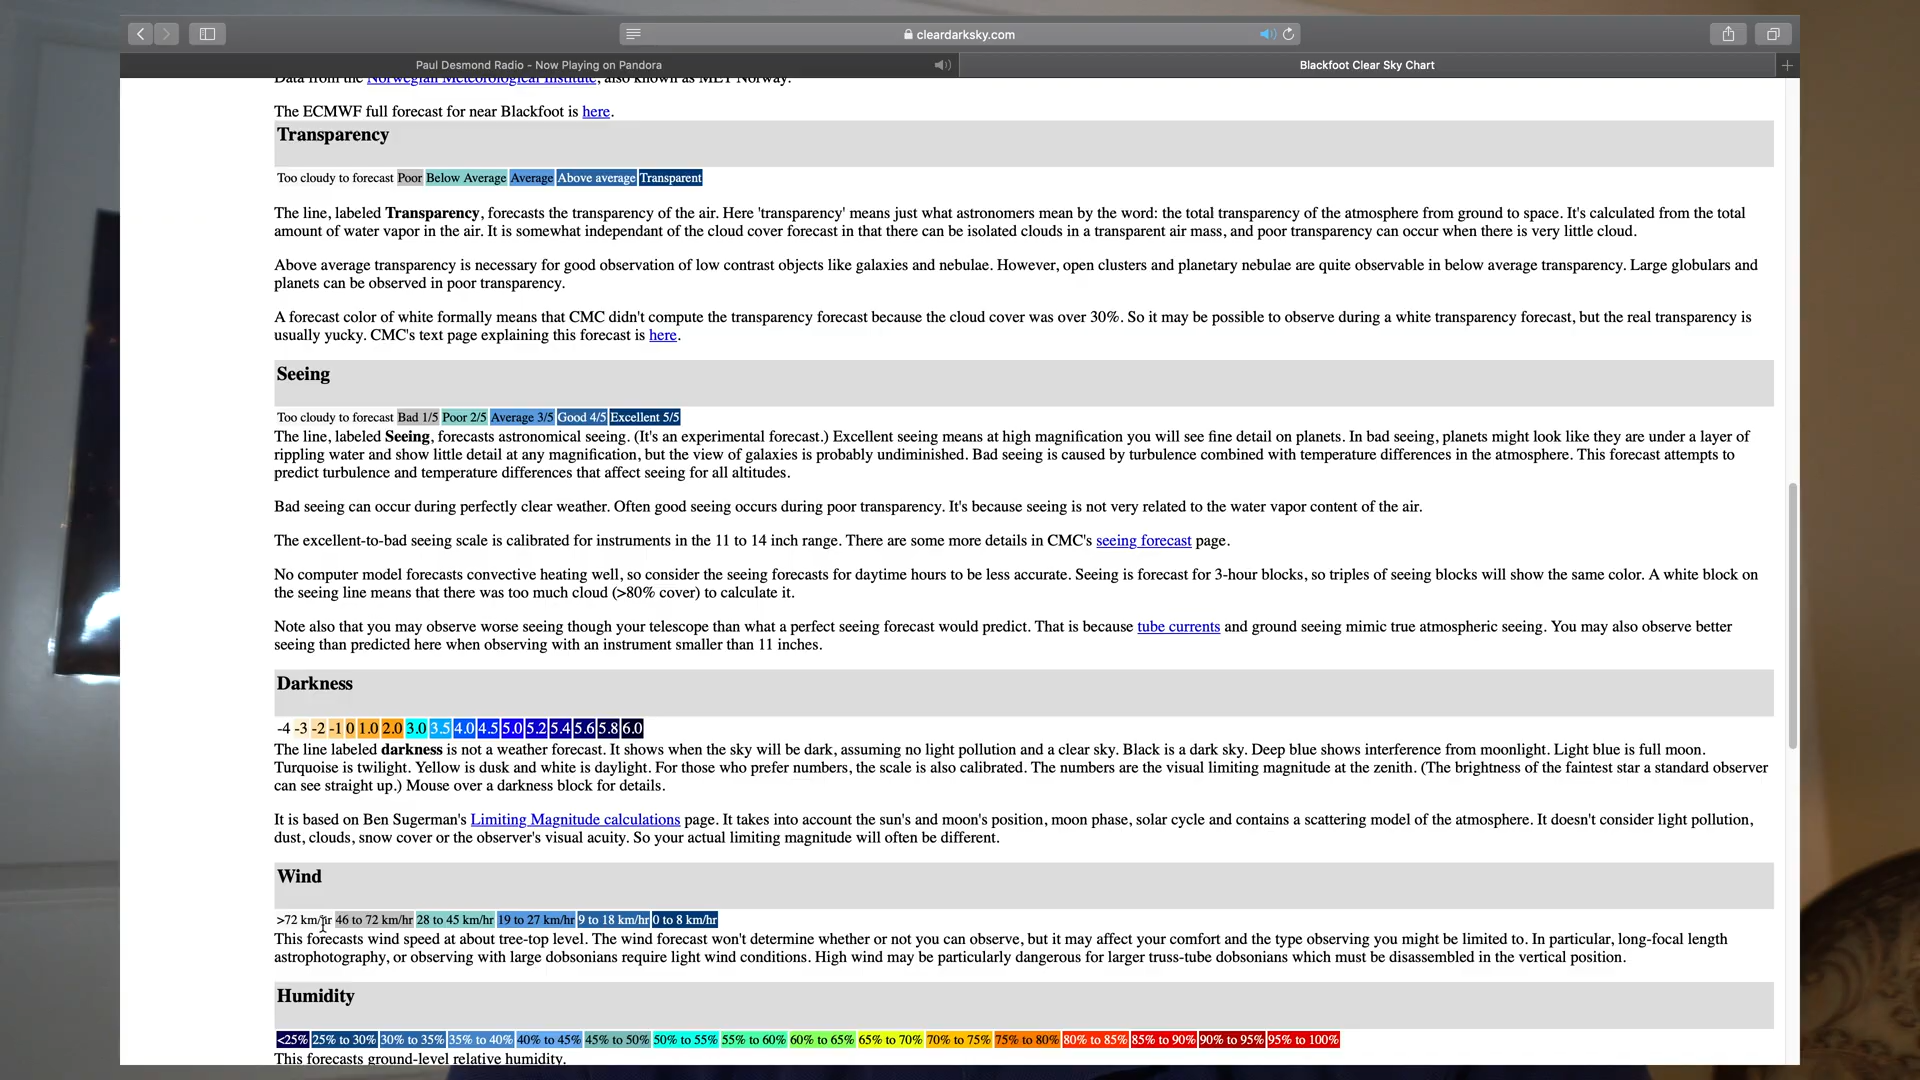 cleardarksky.com
Paul Desmond Radio - Now Playing on Pandora
Blackfoot Clear Sky Chart
Data from the Norwegian Meteorological Institute, also known as MET Norway.
The ECMWF full forecast for near Blackfoot is here.
Transparency
Too cloudy to forecast Poor Below Average Average Above average Transparent
The line, labeled Transparency, forecasts the transparency of the air. Here 'transparency' means just what astronomers mean by the word: the total transparency of the atmosphere from ground to space. It's calculated from the total
amount of water vapor in the air. It is somewhat independant of the cloud cover forecast in that there can be isolated clouds in a transparent air mass, and poor transparency can occur when there is very little cloud.
Above average transparency is necessary for good observation of low contrast objects like galaxies and nebulae. However, open clusters and planetary nebulae are quite observable in below average transparency. Large globulars and
planets can be observed in poor transparency.
A forecast color of white formally means that CMC didn't compute the transparency forecast because the cloud cover was over 30%. So it may be possible to observe during a white transparency forecast, but the real transparency is
usually yucky. CMC's text page explaining this forecast is here.
Seeing
Too cloudy to forecast Bad 1/5 Poor 2/5 Average 3/5 Good 4/5 Excellent 5/5
The line, labeled Seeing, forecasts astronomical seeing. (It's an experimental forecast.) Excellent seeing means at high magnification you will see fine detail on planets. In bad seeing, planets might look like they are under a layer of
rippling water and show little detail at any magnification, but the view of galaxies is probably undiminished. Bad seeing is caused by turbulence combined with temperature differences in the atmosphere. This forecast attempts to
predict turbulence and temperature differences that affect seeing for all altitudes.
Bad seeing can occur during perfectly clear weather. Often good seeing occurs during poor transparency. It's because seeing is not very related to the water vapor content of the air.
The excellent-to-bad seeing scale is calibrated for instruments in the 11 to 14 inch range. There are some more details in CMC's seeing forecast page.
No computer model forecasts convective heating well, so consider the seeing forecasts for daytime hours to be less accurate. Seeing is forecast for 3-hour blocks, so triples of seeing blocks will show the same color. A white block on
the seeing line means that there was too much cloud (>80% cover) to calculate it.
Note also that you may observe worse seeing though your telescope than what a perfect seeing forecast would predict. That is because tube currents and ground seeing mimic true atmospheric seeing. You may also observe better
seeing than predicted here when observing with an instrument smaller than 11 inches.
Darkness
-4 -3 -2 -1 0 1.0 2.0 3.0 3.5 4.0 4.5 5.0 5.2 5.4 5.6 5.8 6.0
The line labeled darkness is not a weather forecast. It shows when the sky will be dark, assuming no light pollution and a clear sky. Black is a dark sky. Deep blue shows interference from moonlight. Light blue is full moon.
Turquoise is twilight. Yellow is dusk and white is daylight. For those who prefer numbers, the scale is also calibrated. The numbers are the visual limiting magnitude at the zenith. (The brightness of the faintest star a standard observer
can see straight up.) Mouse over a darkness block for details.
It is based on Ben Sugerman's Limiting Magnitude calculations page. It takes into account the sun's and moon's position, moon phase, solar cycle and contains a scattering model of the atmosphere. It doesn't consider light pollution,
dust, clouds, snow cover or the observer's visual acuity. So your actual limiting magnitude will often be different.
Wind
>72 km/hr 46 to 72 km/hr 28 to 45 km/hr 19 to 27 km/hr 9 to 18 km/hr 0 to 8 km/hr
This forecasts wind speed at about tree-top level. The wind forecast won't determine whether or not you can observe, but it may affect your comfort and the type observing you might be limited to. In particular, long-focal length
astrophotography, or observing with large dobsonians require light wind conditions. High wind may be particularly dangerous for larger truss-tube dobsonians which must be disassembled in the vertical position.
Humidity
<25% 25% to 30% 30% to 35% 35% to 40% 40% to 45% 45% to 50% 50% to 55% 55% to 60% 60% to 65% 65% to 70% 70% to 75% 75% to 80% 80% to 85% 85% to 90% 90% to 95% 95% to 100%
This forecasts ground-level relative humidity.